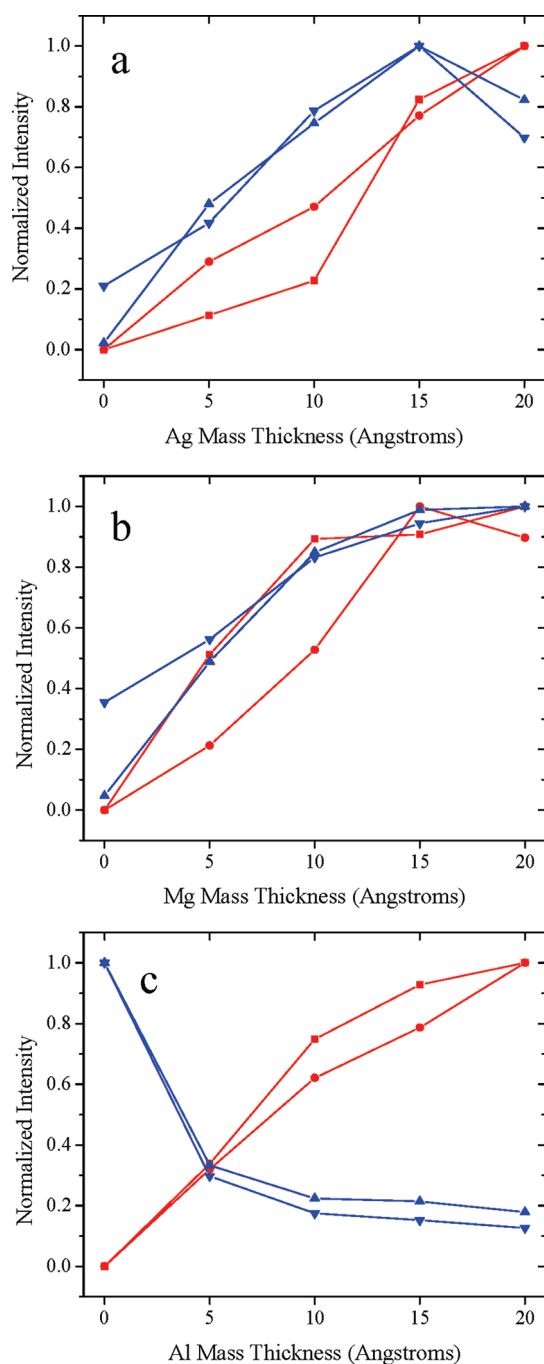 a
1.0
0.8
0.6
0.4
0.2
0.0
Normalized Intensity
0 5 10 15 20
Ag Mass Thickness (Angstroms)
b
1.0
0.8
0.6
0.4
0.2
0.0
Normalized Intensity
0 5 10 15 20
Mg Mass Thickness (Angstroms)
c
1.0
0.8
0.6
0.4
0.2
0.0
Normalized Intensity
0 5 10 15 20
Al Mass Thickness (Angstroms)